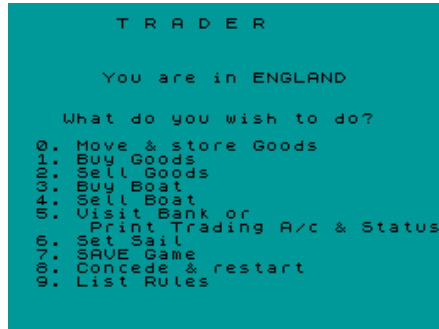 T R A D E R
You are in ENGLAND
What do you wish to do?
0. Move & store Goods
1. Buy Goods
2. Sell Goods
3. Buy Boat
4. Sell Boat
5. Visit Bank or
Print Trading A/c & Status
6. Set Sail
7. SAVE Game
8. Concede & restart
9. List Rules